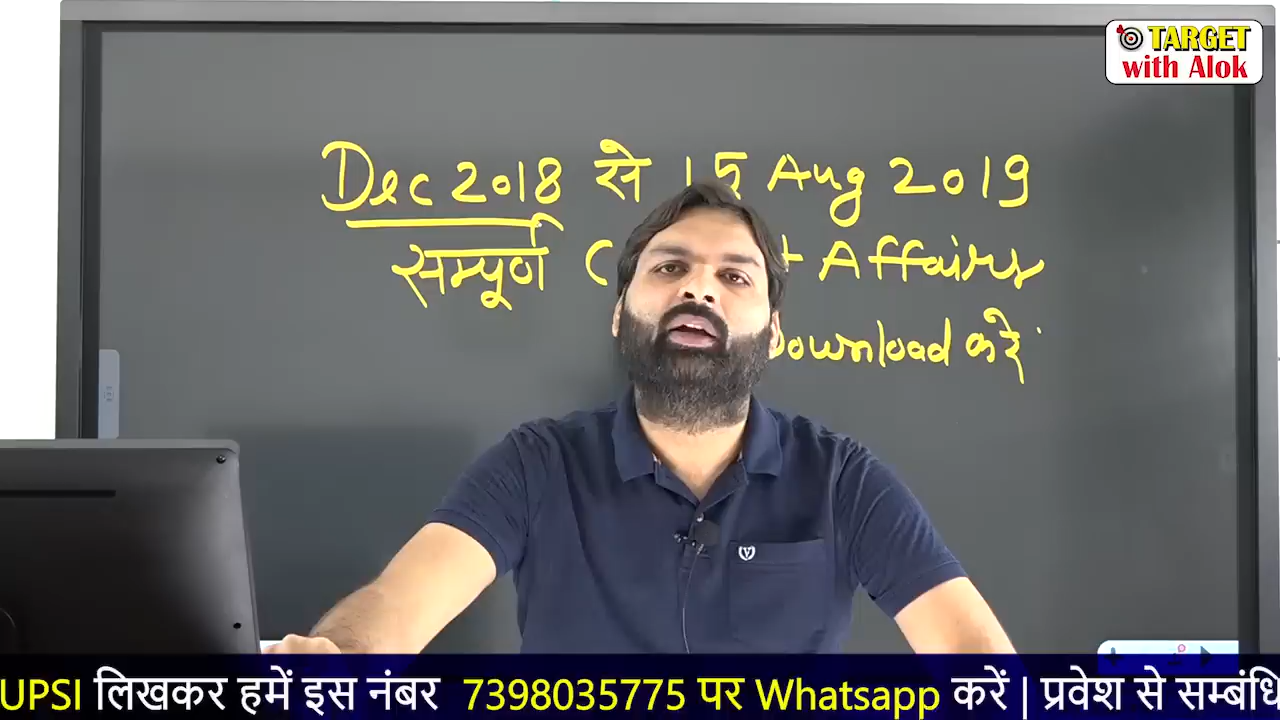 TARGET
with Alok
Dec 2018 से 15 Aug 2019
सम्पूर्ण Affairs
Download करें
UPSI लिखकर हमें इस नंबर 7398035775 पर Whatsapp करें | प्रवेश से सम्बंधि